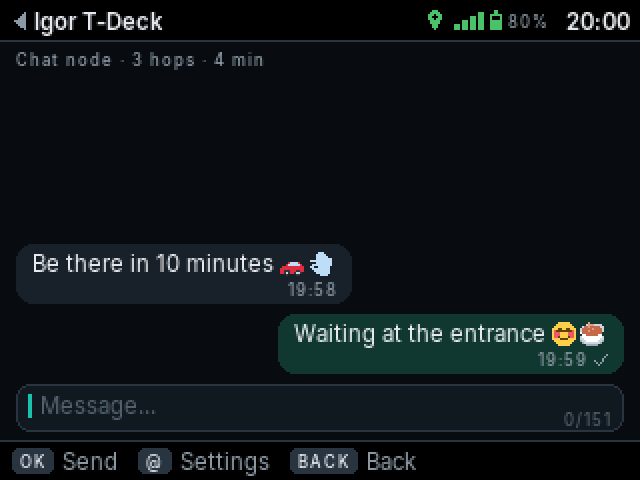 Igor T-Deck 80% 20:00
Chat node · 3 hops · 4 min
Be there in 10 minutes 🚗💨
19:58
Waiting at the entrance 😊☕
19:59 ✓
Message...
0/151
OK Send @ Settings BACK Back